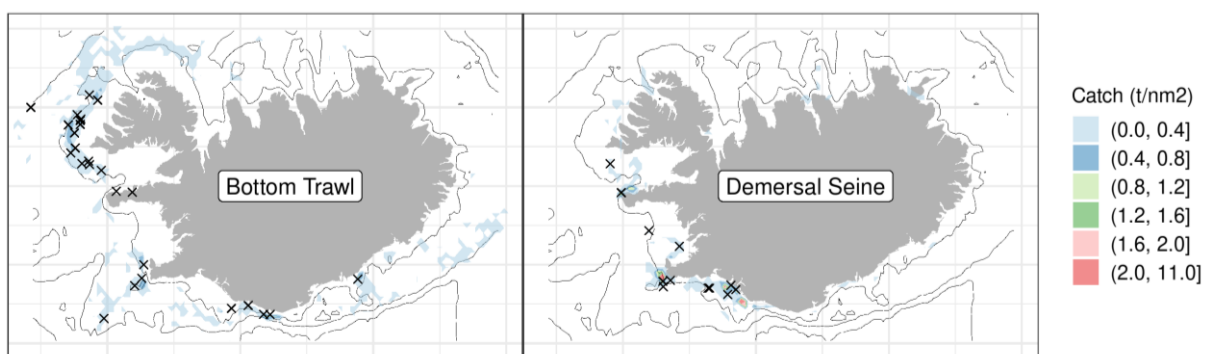 Bottom Trawl
Demersal Seine
Catch (t/nm2)
(0.0, 0.4]
(0.4, 0.8]
(0.8, 1.2]
(1.2, 1.6]
(1.6, 2.0]
(2.0, 11.0]